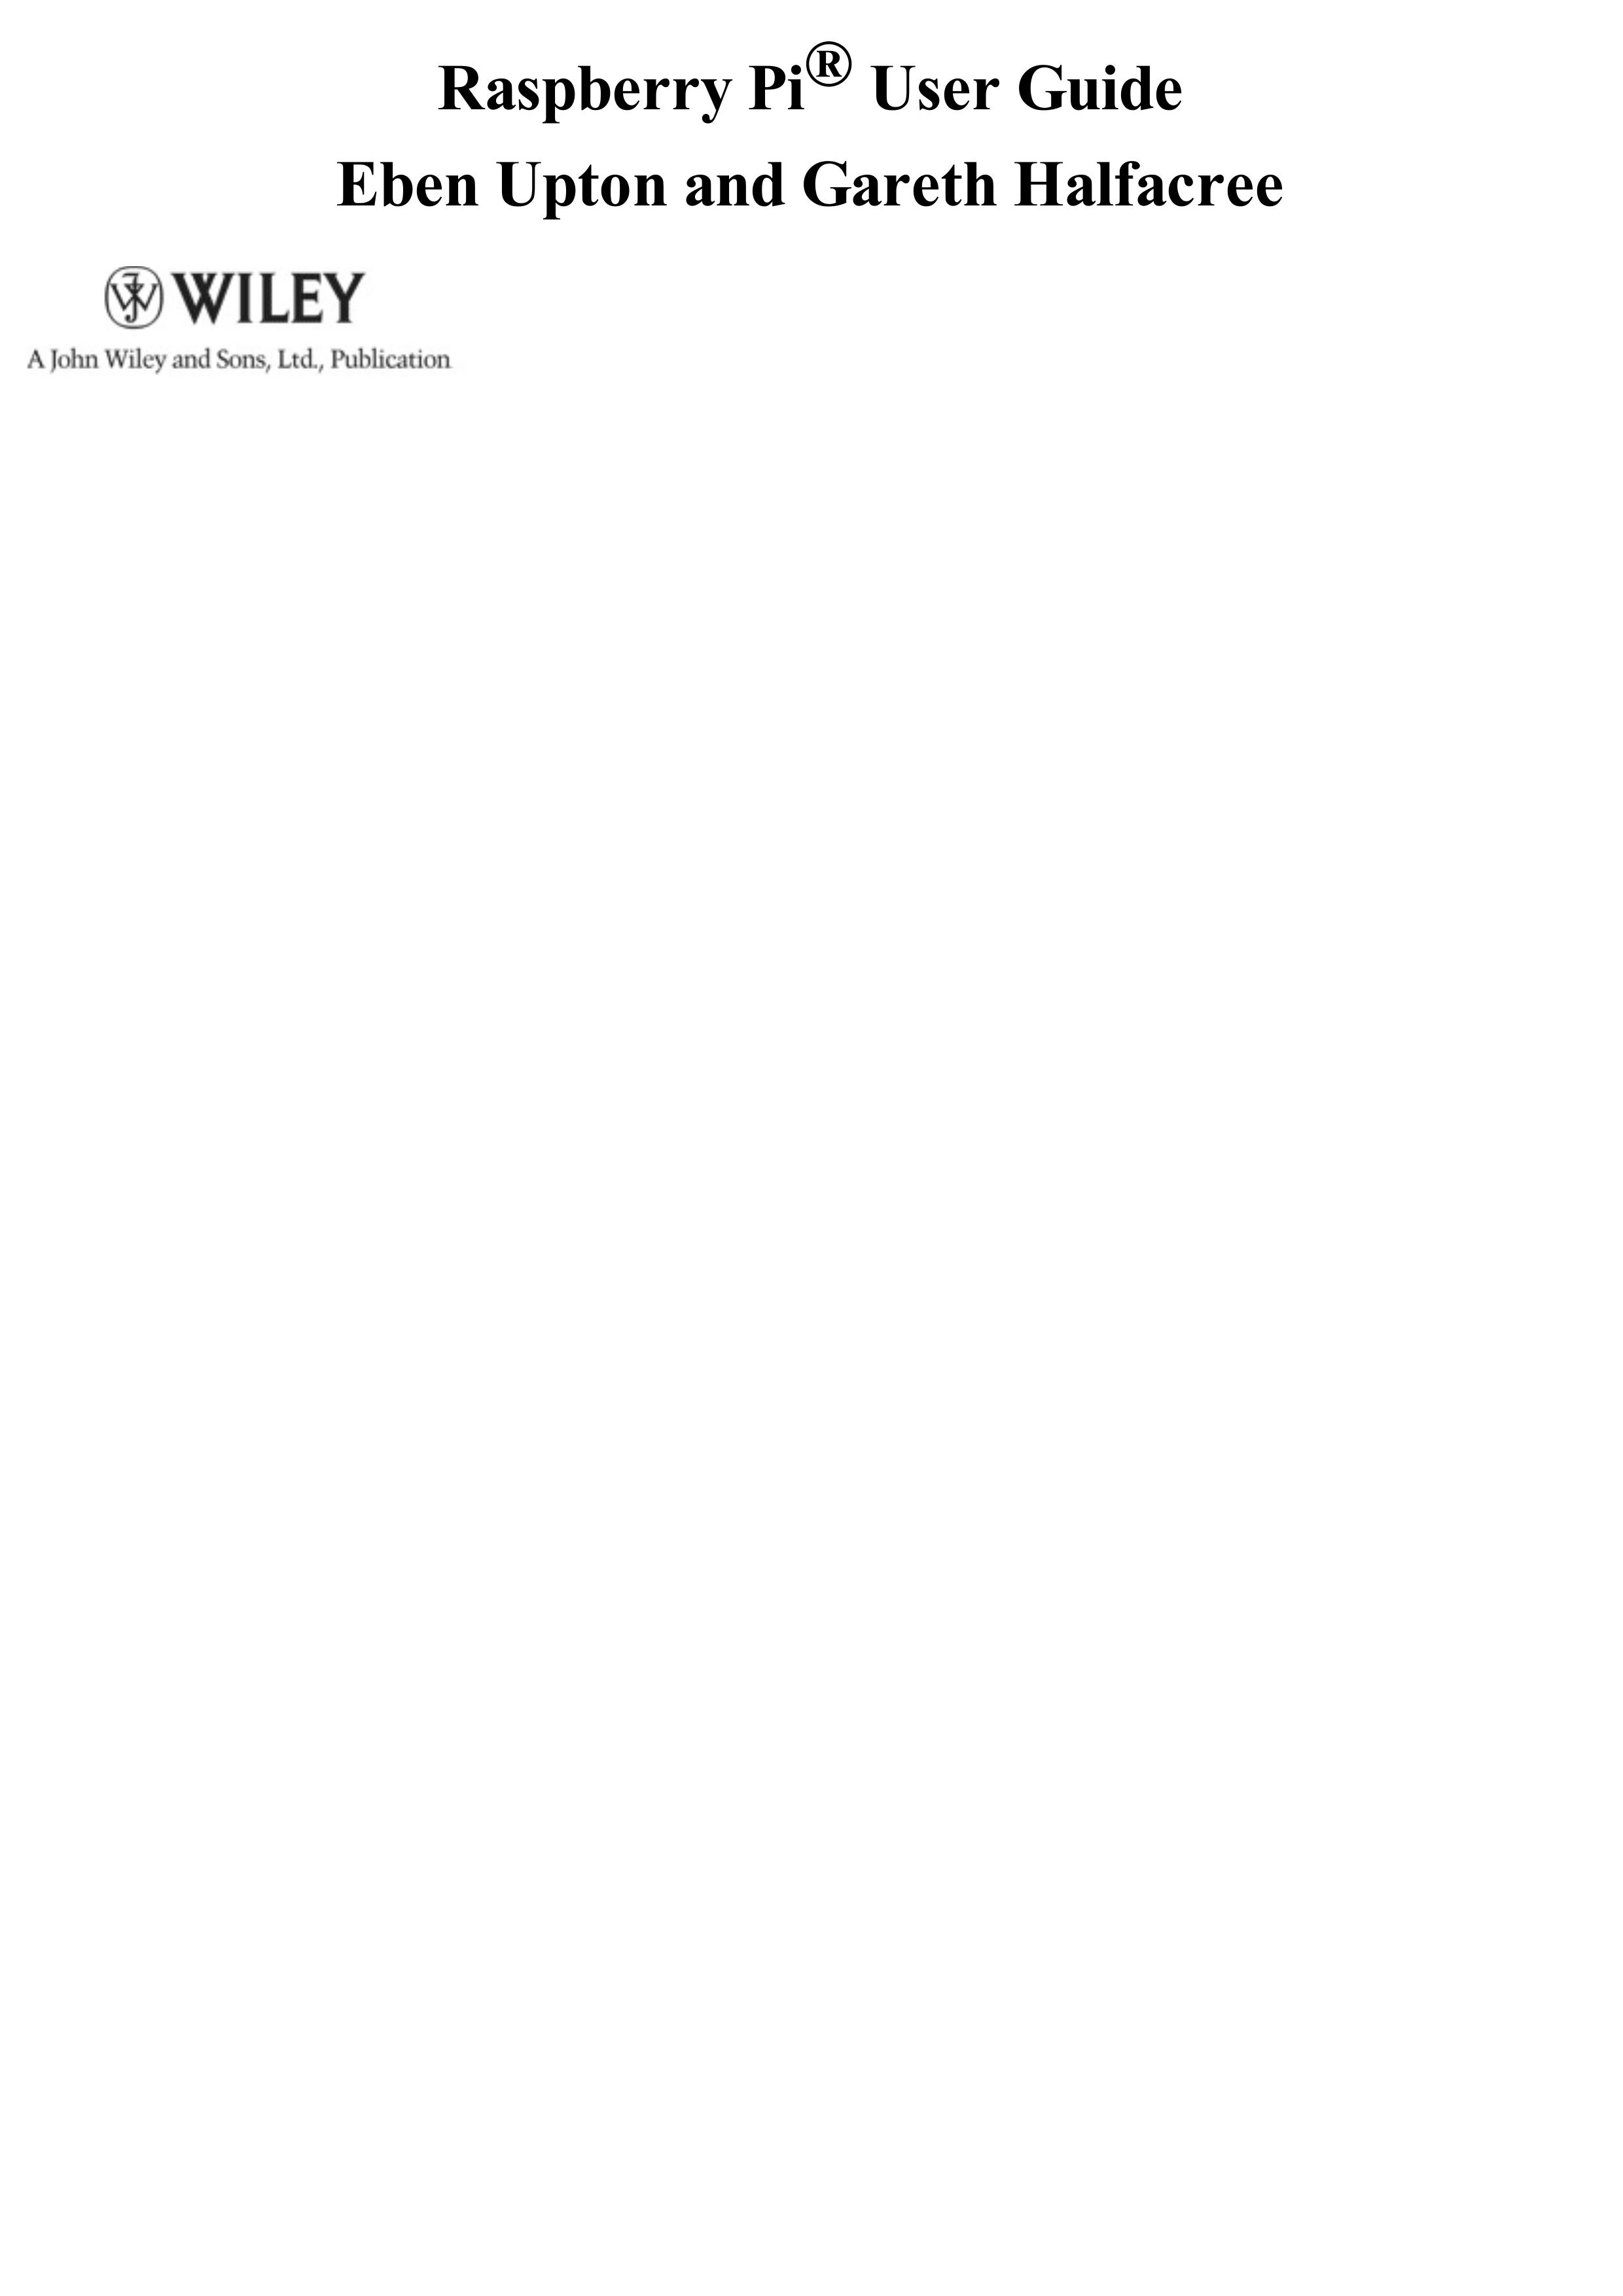 Raspberry Pi® User Guide
Eben Upton and Gareth Halfacree
WILEY
A John Wiley and Sons, Ltd., Publication